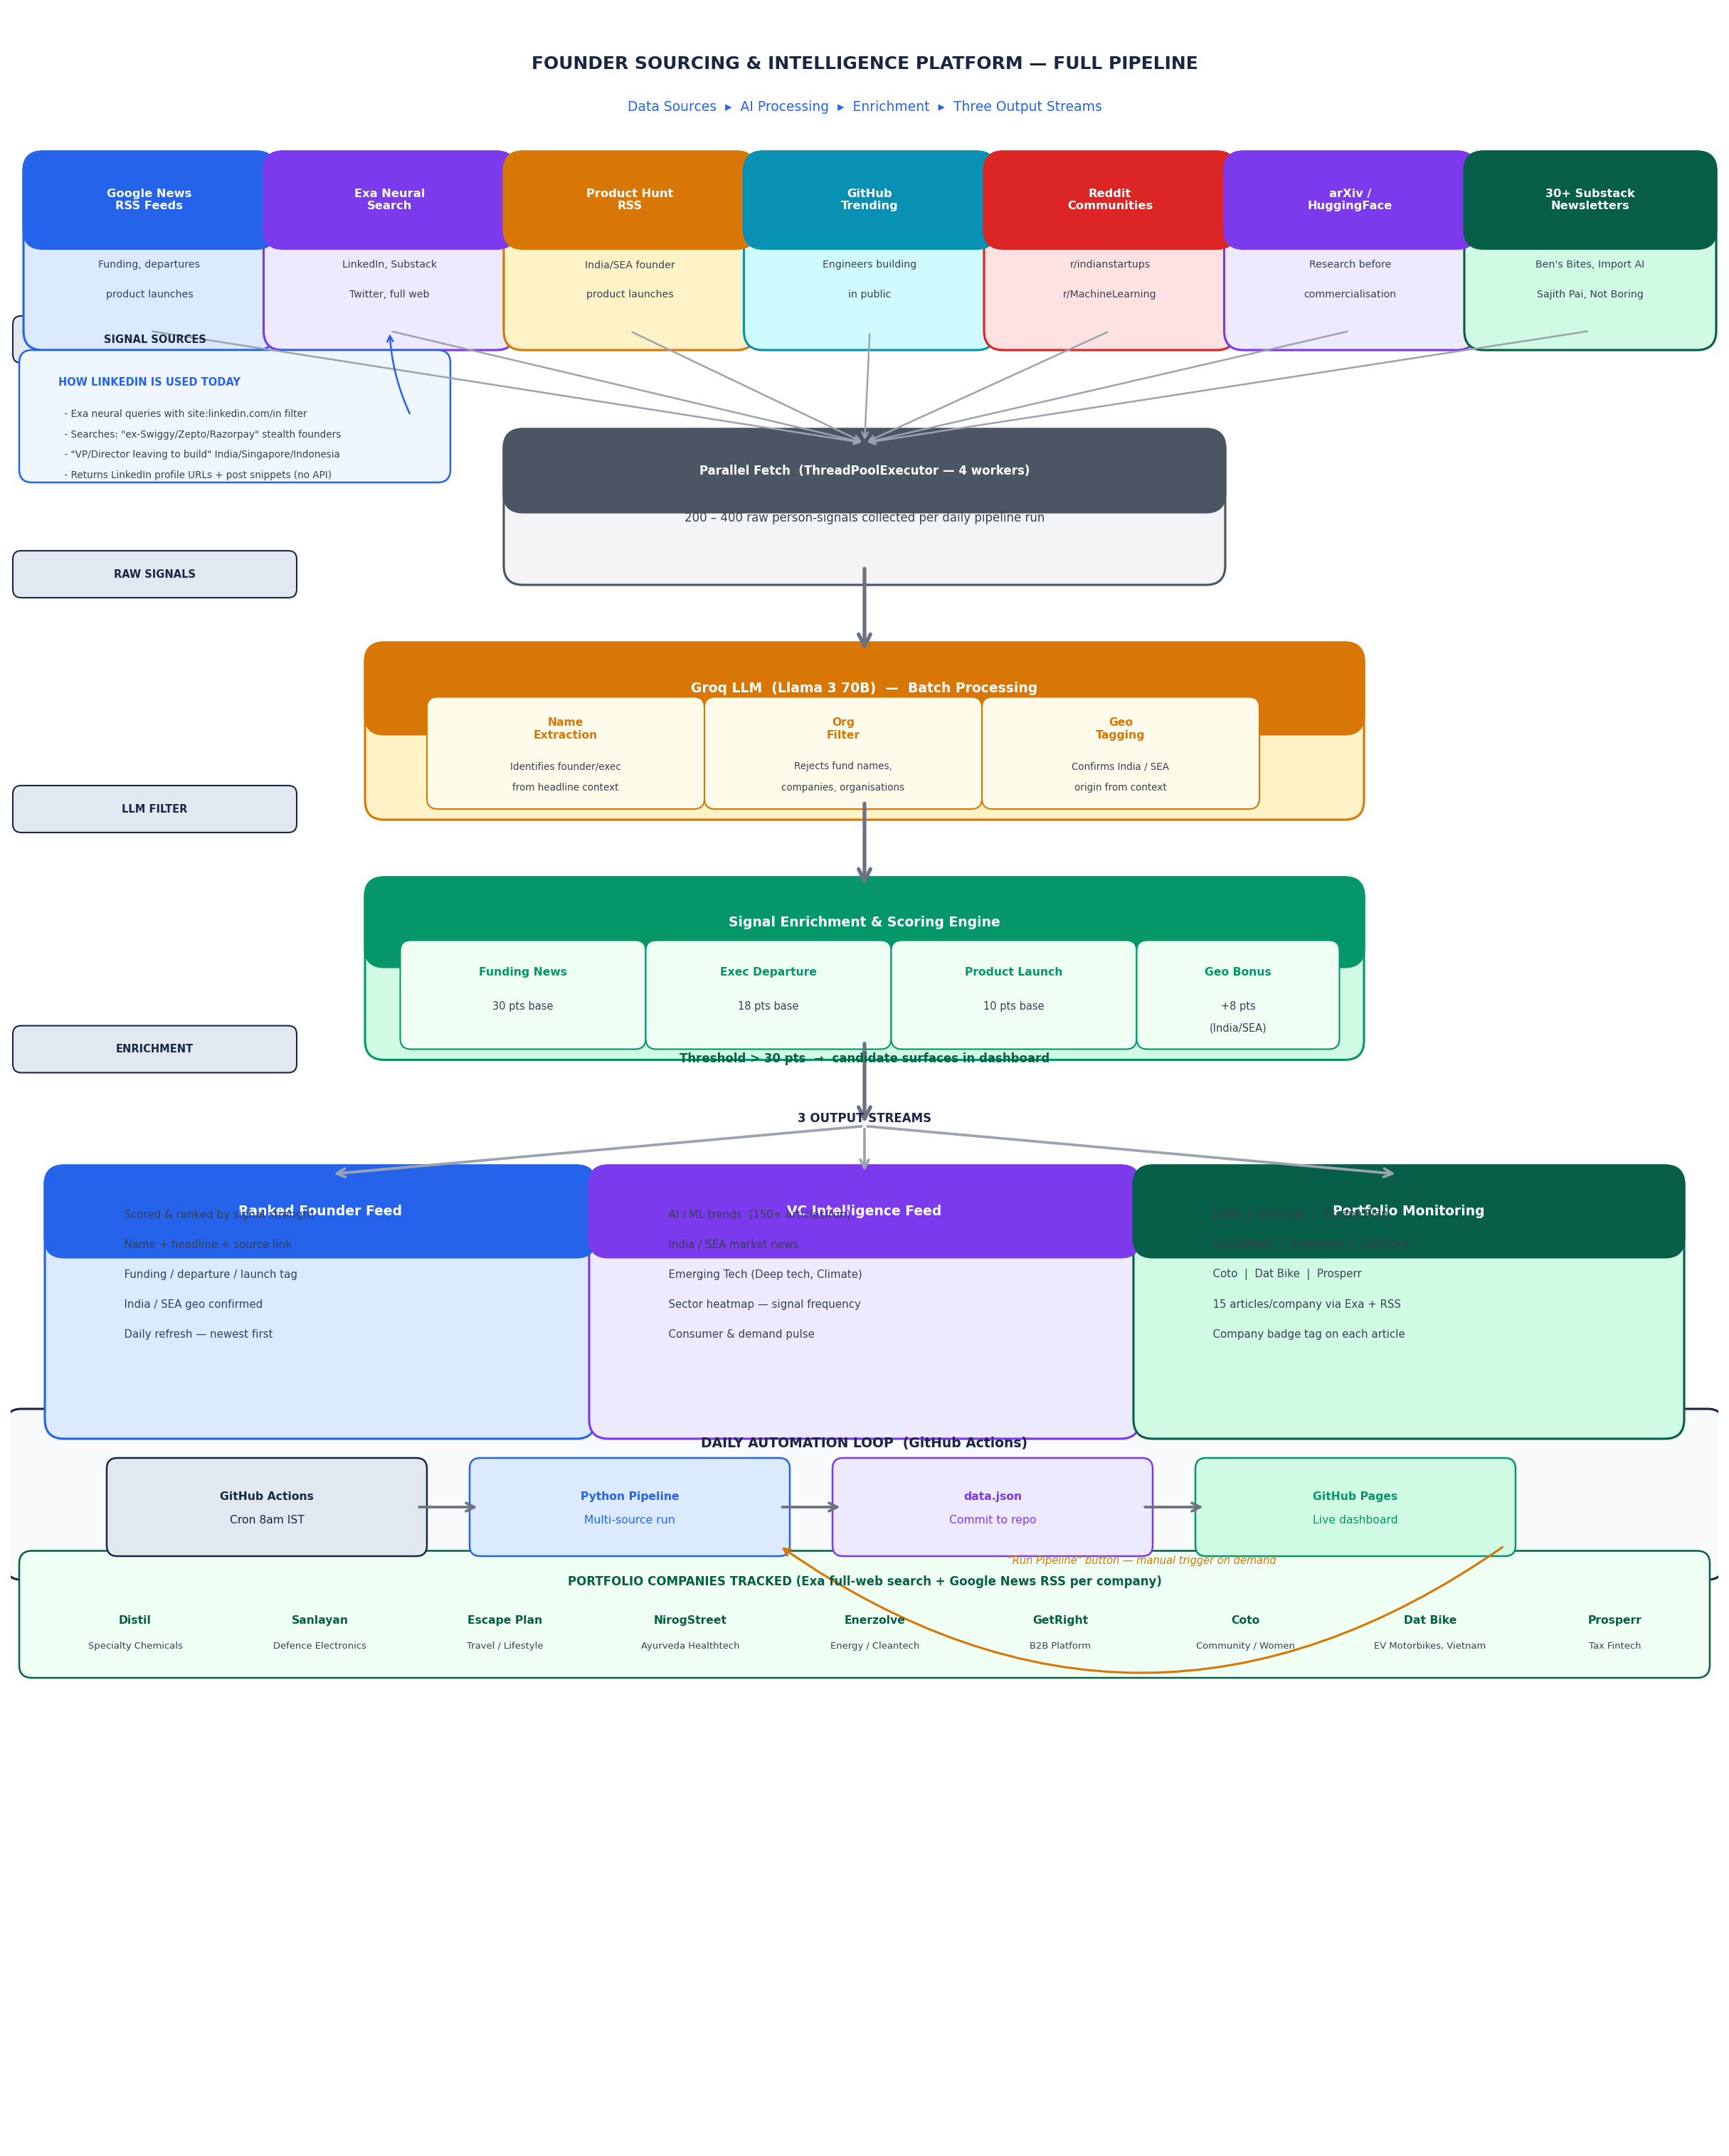 FOUNDER SOURCING & INTELLIGENCE PLATFORM — FULL PIPELINE
Data Sources ▸ AI Processing ▸ Enrichment ▸ Three Output Streams
Google News
RSS Feeds
Funding, departures
product launches
Exa Neural
Search
LinkedIn, Substack
Twitter, full web
Product Hunt
RSS
India/SEA founder
product launches
GitHub
Trending
Engineers building
in public
Reddit
Communities
r/indianstartups
r/MachineLearning
arXiv /
HuggingFace
Research before
commercialisation
30+ Substack
Newsletters
Ben's Bites, Import AI
Sajith Pai, Not Boring
SIGNAL SOURCES
HOW LINKEDIN IS USED TODAY
- Exa neural queries with site:linkedin.com/in filter
- Searches: "ex-Swiggy/Zepto/Razorpay" stealth founders
- "VP/Director leaving to build" India/Singapore/Indonesia
- Returns LinkedIn profile URLs + post snippets (no API)
Parallel Fetch (ThreadPoolExecutor — 4 workers)
200 – 400 raw person-signals collected per daily pipeline run
RAW SIGNALS
Groq LLM (Llama 3 70B) — Batch Processing
Name
Extraction
Identifies founder/exec
from headline context
Org
Filter
Rejects fund names,
companies, organisations
Geo
Tagging
Confirms India / SEA
origin from context
LLM FILTER
Signal Enrichment & Scoring Engine
Funding News
30 pts base
Exec Departure
18 pts base
Product Launch
10 pts base
Geo Bonus
+8 pts
(India/SEA)
ENRICHMENT
Threshold > 30 pts → candidate surfaces in dashboard
3 OUTPUT STREAMS
Ranked Founder Feed
Scored & ranked by signal strength
Name + headline + source link
Funding / departure / launch tag
India / SEA geo confirmed
Daily refresh — newest first
VC Intelligence Feed
AI / ML trends (150+
India / SEA market news
Emerging Tech (Deep tech, Climate)
Sector heatmap — signal frequency
Consumer & demand pulse
Portfolio Monitoring
Coto | Dat Bike | Prosperr
15 articles/company via Exa + RSS
Company badge tag on each article
DAILY AUTOMATION LOOP (GitHub Actions)
GitHub Actions
Cron 8am IST
Python Pipeline
Multi-source run
data.json
Commit to repo
GitHub Pages
Live dashboard
"Run Pipeline" button — manual trigger on demand
PORTFOLIO COMPANIES TRACKED (Exa full-web search + Google News RSS per company)
Distil
Specialty Chemicals
Sanlayan
Defence Electronics
Escape Plan
Travel / Lifestyle
NirogStreet
Ayurveda Healthtech
Enerzolve
Energy / Cleantech
GetRight
B2B Platform
Coto
Community / Women
Dat Bike
EV Motorbikes, Vietnam
Prosperr
Tax Fintech